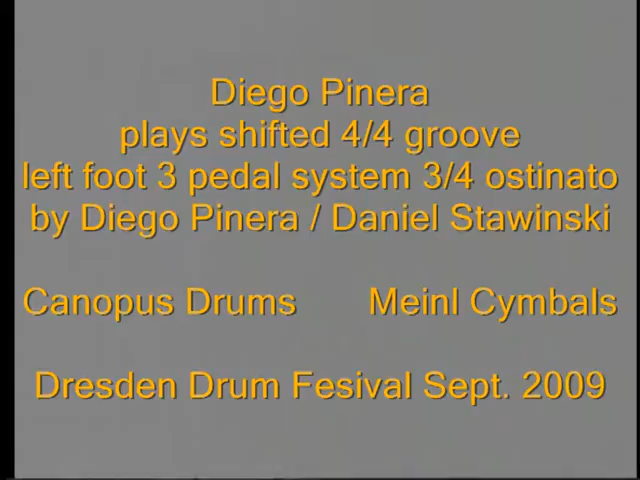 Diego Pinera
plays shifted 4/4 groove
left foot 3 pedal system 3/4 ostinato
by Diego Pinera / Daniel Stawinski
Canopus Drums Meinl Cymbals
Dresden Drum Fesival Sept. 2009